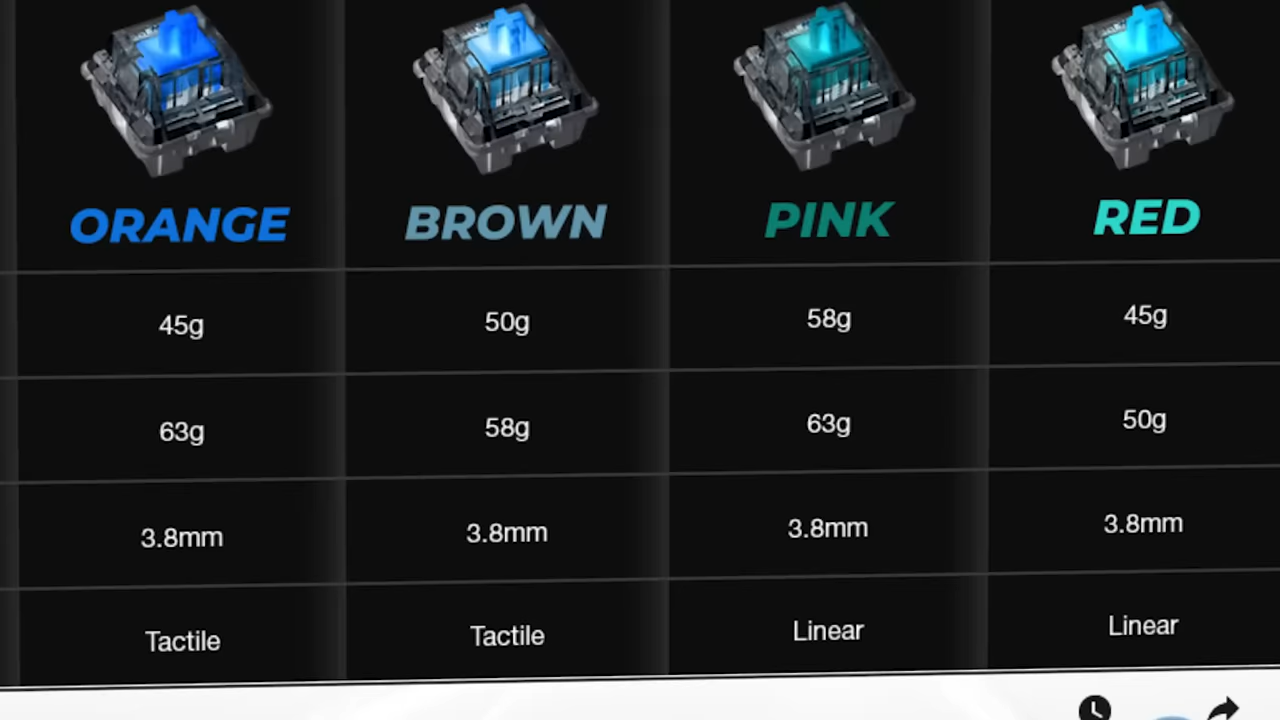 ORANGE BROWN PINK RED
45g 50g 58g 45g
63g 58g 63g 50g
3.8mm 3.8mm 3.8mm 3.8mm
Tactile Tactile Linear Linear